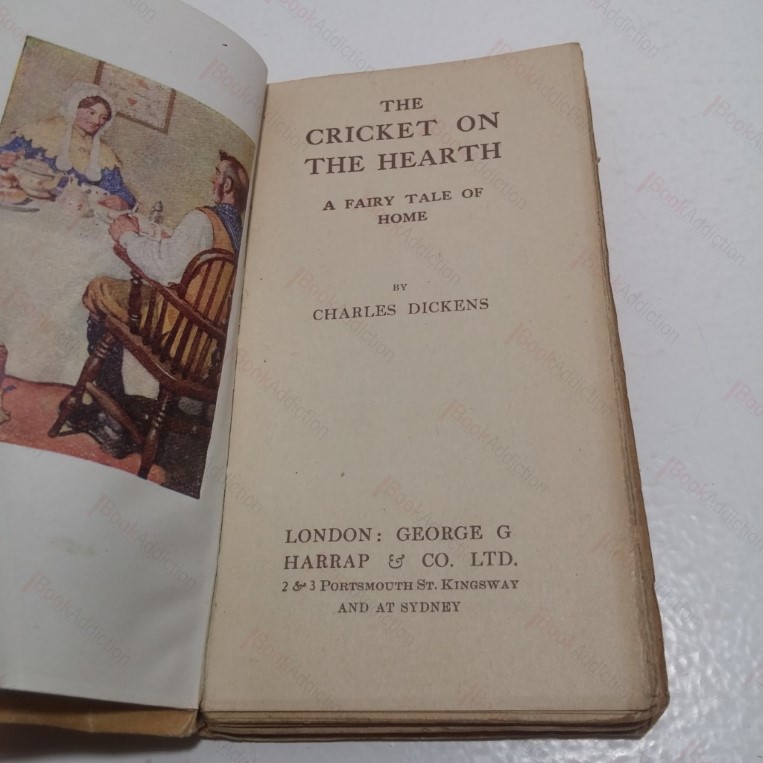 THE
CRICKET ON
THE HEARTH
A FAIRY TALE OF
HOME
BY
CHARLES DICKENS
LONDON: GEORGE G
HARRAP & CO. LTD.
2 & 3 PORTSMOUTH ST. KINGSWAY
AND AT SYDNEY
BookAddiction